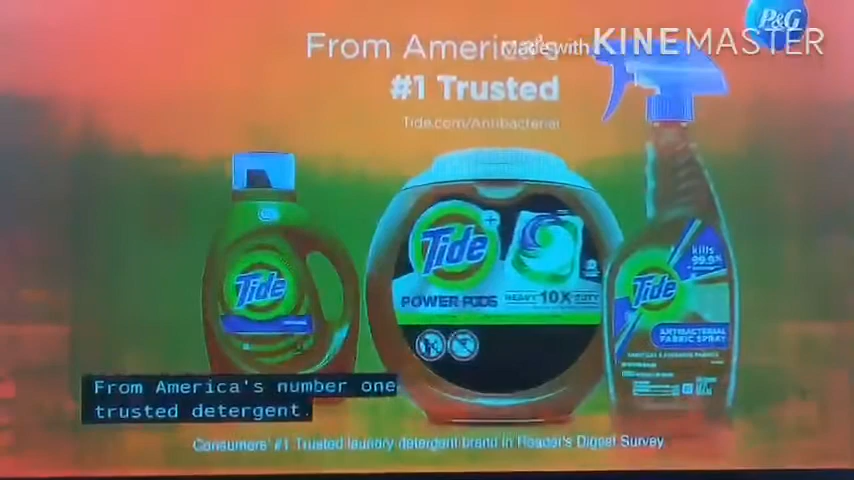 P&G
Made with KINEMASTER
From America's
#1 Trusted
Tide.com/Antibacterial
Tide
Tide+
POWER PODS
HEAVY 10X DUTY
kills
99.9%
Tide
ANTIBACTERIAL
FABRIC SPRAY
From America's number one
trusted detergent.
Consumers' #1 Trusted laundry detergent brand in Reader's Digest Survey